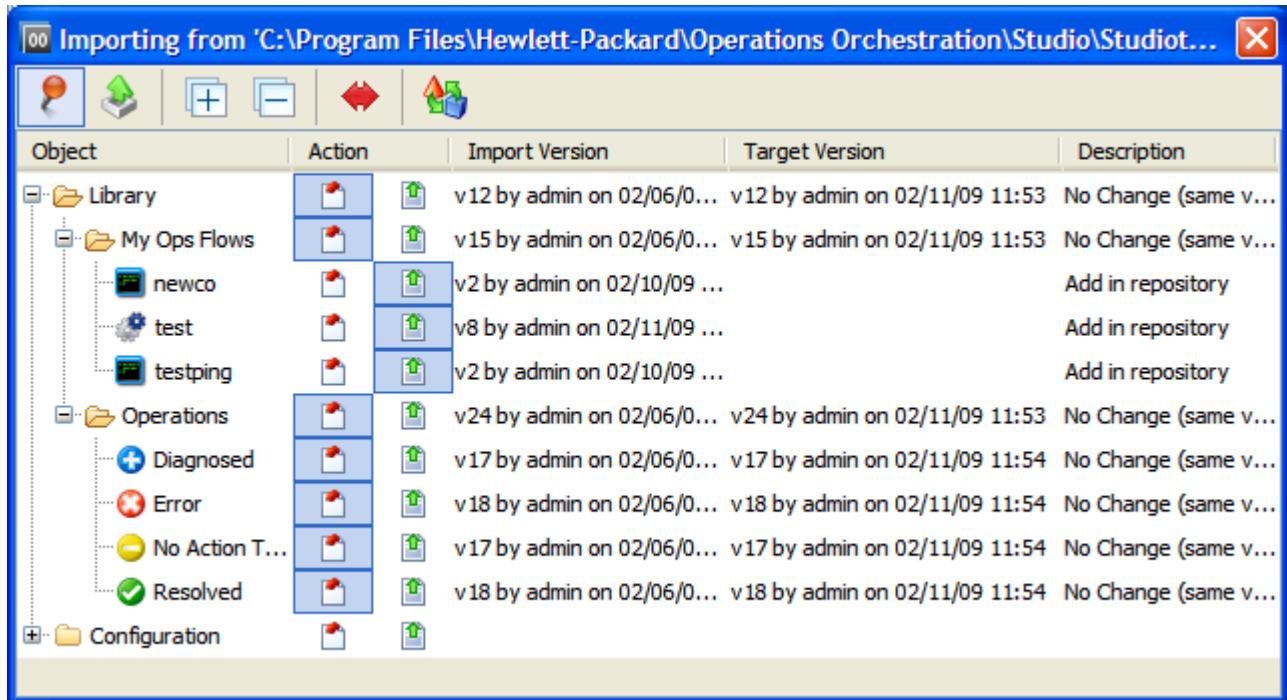 Importing from 'C:\Program Files\Hewlett-Packard\Operations Orchestration\Studio\Studiot...
Object Action Import Version Target Version Description
Library v12 by admin on 02/06/0... v12 by admin on 02/11/09 11:53 No Change (same v...
My Ops Flows v15 by admin on 02/06/0... v15 by admin on 02/11/09 11:53 No Change (same v...
newco v2 by admin on 02/10/09 ... Add in repository
test v8 by admin on 02/11/09 ... Add in repository
testping v2 by admin on 02/10/09 ... Add in repository
Operations v24 by admin on 02/06/0... v24 by admin on 02/11/09 11:53 No Change (same v...
Diagnosed v17 by admin on 02/06/0... v17 by admin on 02/11/09 11:54 No Change (same v...
Error v18 by admin on 02/06/0... v18 by admin on 02/11/09 11:54 No Change (same v...
No Action T... v17 by admin on 02/06/0... v17 by admin on 02/11/09 11:54 No Change (same v...
Resolved v18 by admin on 02/06/0... v18 by admin on 02/11/09 11:54 No Change (same v...
Configuration